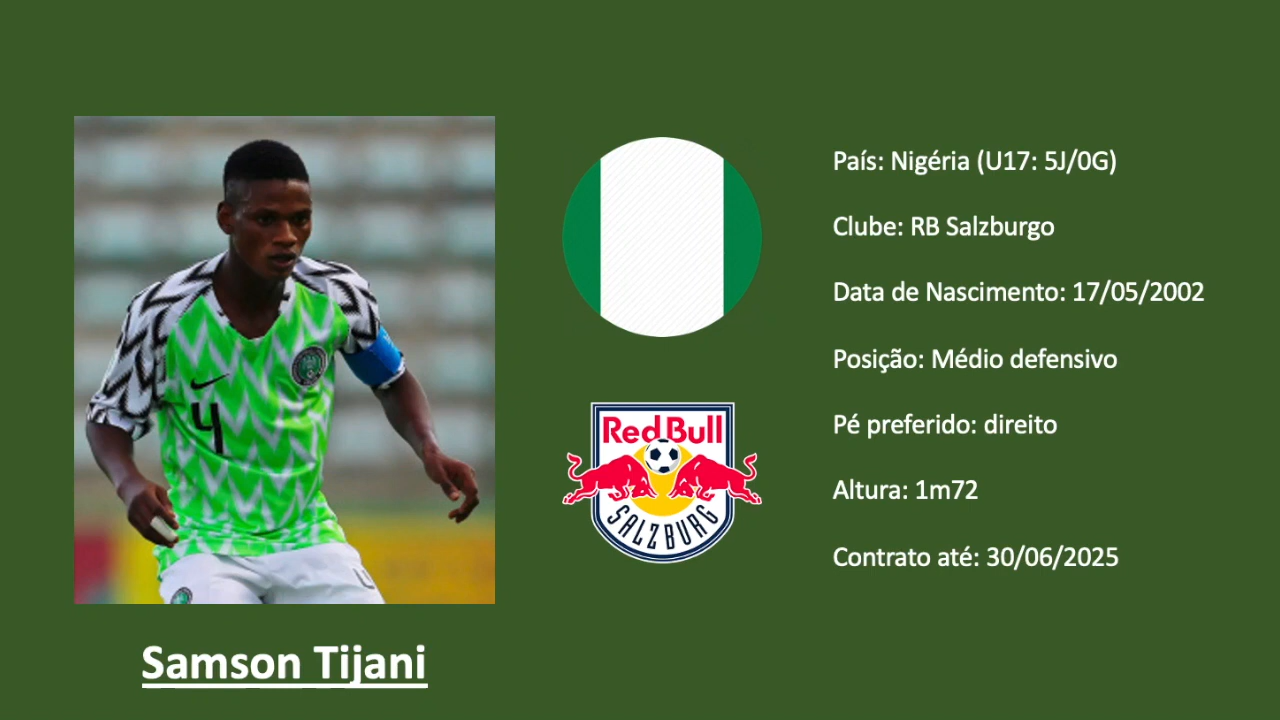 País: Nigéria (U17: 5J/0G)
Clube: RB Salzburgo
Data de Nascimento: 17/05/2002
Posição: Médio defensivo
Pé preferido: direito
Altura: 1m72
Contrato até: 30/06/2025
4
Red Bull
SALZBURG
Samson Tijani